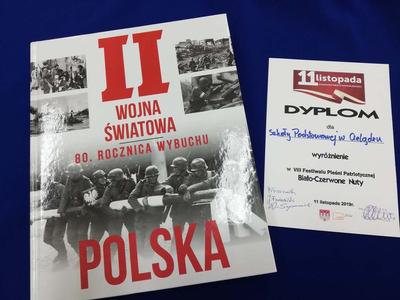 II
WOJNA
ŚWIATOWA
80. ROCZNICA WYBUCHU
POLSKA
11 listopada
DYPLOM
dla
Szkoły Podstawowej w
wyróżnienie
w VIII Festiwalu Pieśni Patriotycznej
Biało-Czerwone Nuty
11 listopada 2019r.